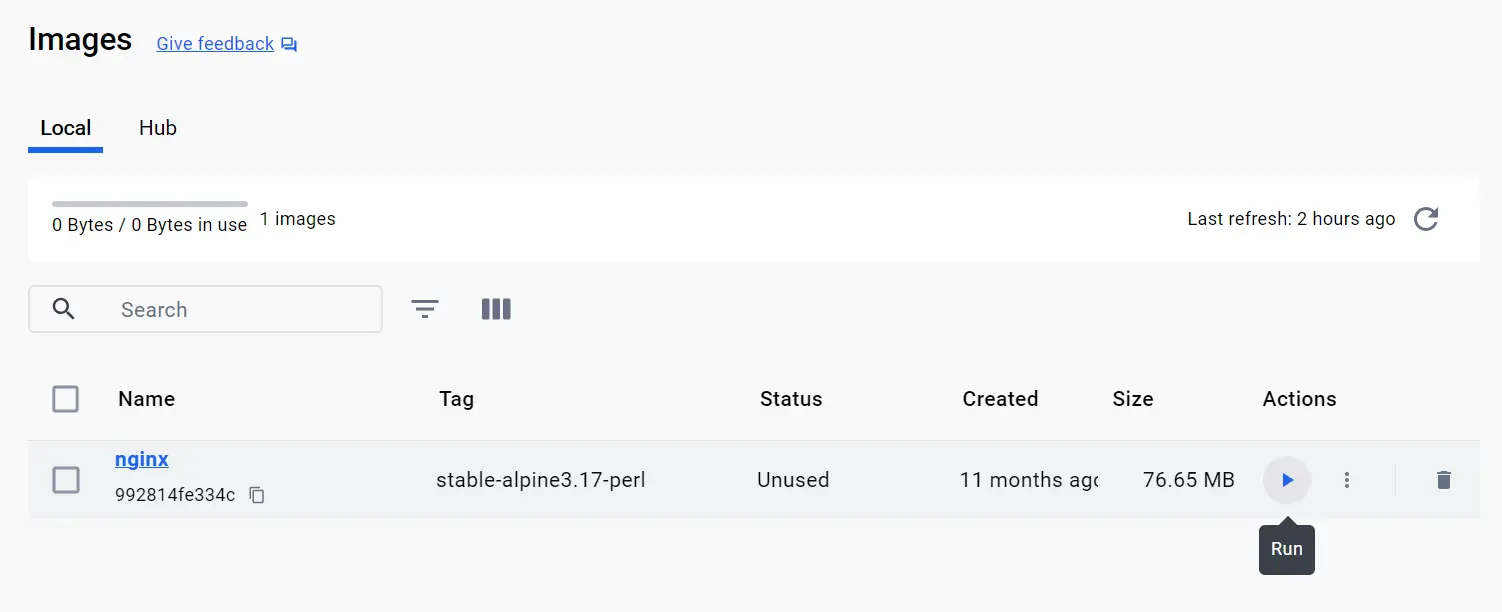 Images Give feedback
Local Hub
0 Bytes / 0 Bytes in use 1 images Last refresh: 2 hours ago
Search
Name Tag Status Created Size Actions
nginx
stable-alpine3.17-perl Unused 11 months ago 76.65 MB
992814fe334c
Run